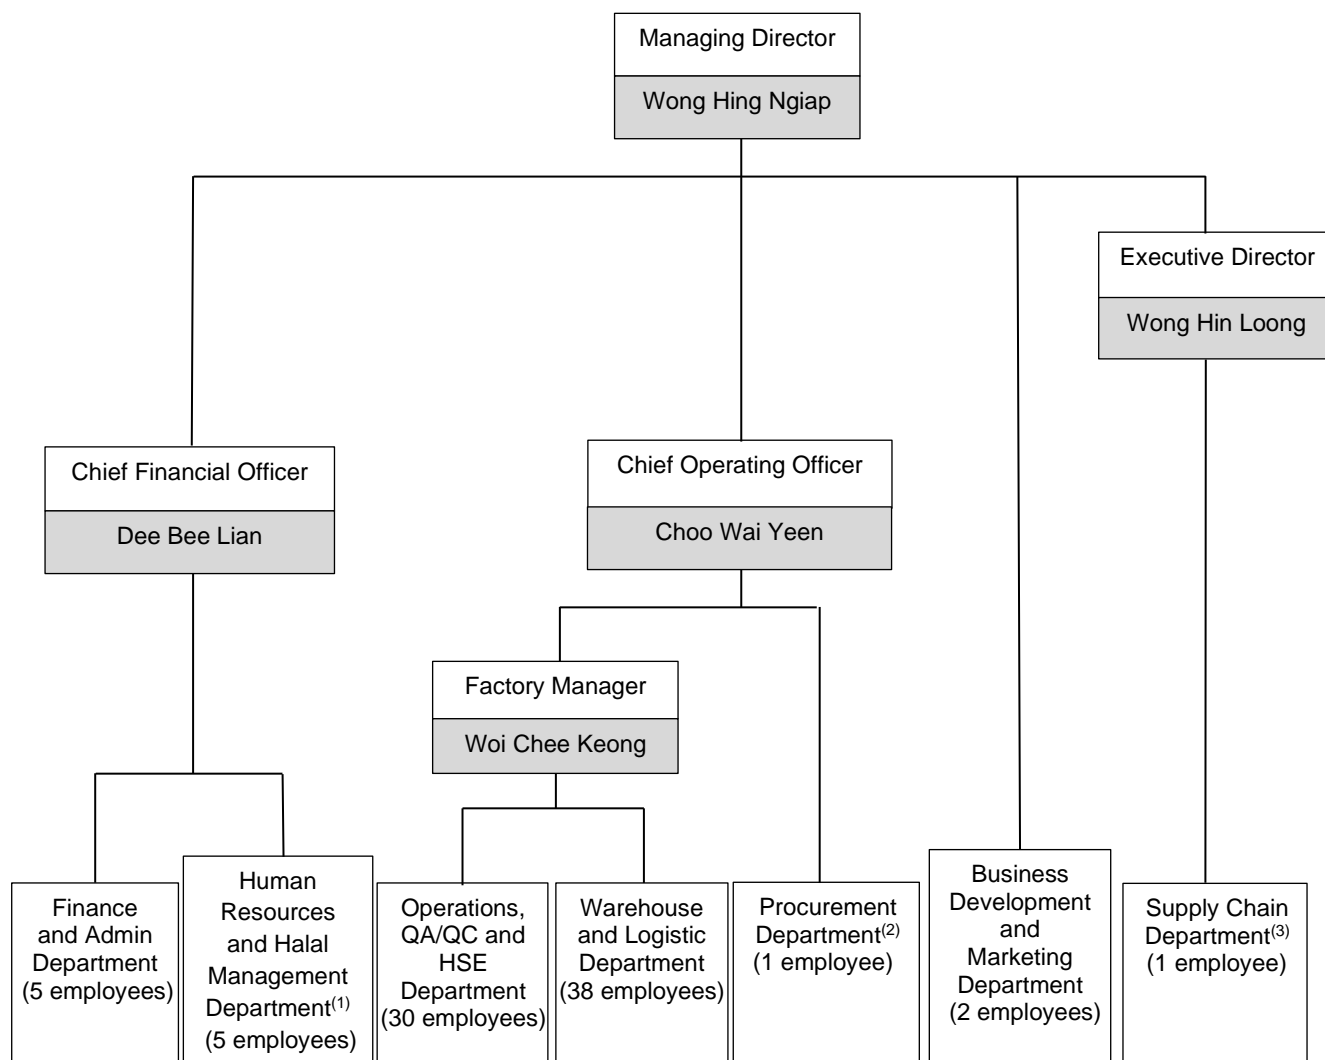 Managing Director
Wong Hing Ngiap
Executive Director
Wong Hin Loong
Chief Financial Officer
Dee Bee Lian
Chief Operating Officer
Choo Wai Yeen
Factory Manager
Woi Chee Keong
Finance
and Admin
Department
(5 employees)
Human
Resources
and Halal
Management
Department(1)
(5 employees)
Operations,
QA/QC and
HSE
Department
(30 employees)
Warehouse
and Logistic
Department
(38 employees)
Procurement
Department(2)
(1 employee)
Business
Development
and
Marketing
Department
(2 employees)
Supply Chain
Department(3)
(1 employee)